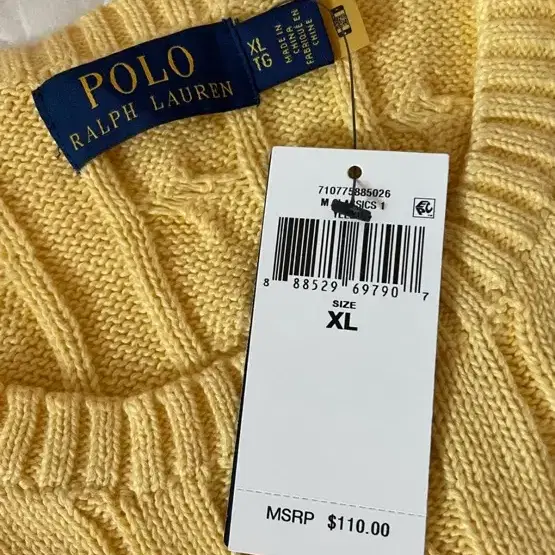 POLO
RALPH LAUREN
XL
TG
MADE IN
CHINA
FABRIQUÉ EN
CHINE
710775885026
M CLASSICS 1
8 88529 69790 7
SIZE
XL
MSRP $110.00